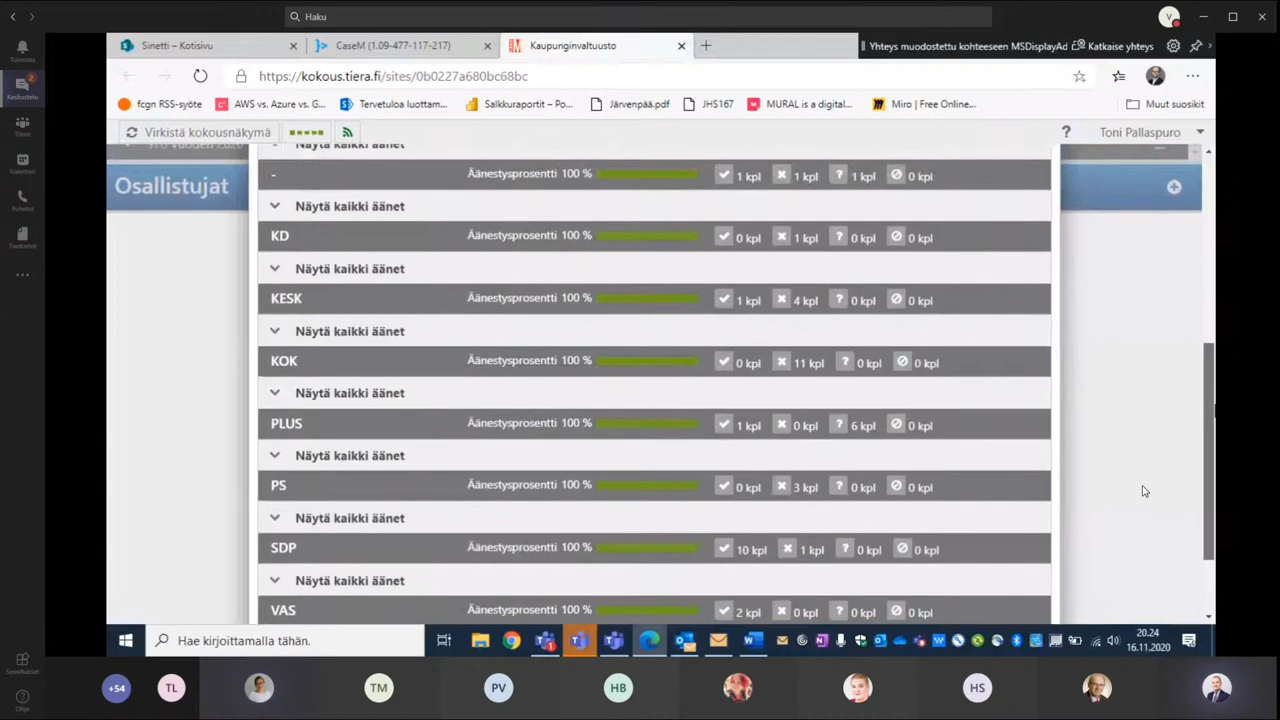 Haku
V
Toiminto
2
Keskustelu
Tiimit
Kalenteri
Puhelut
Tiedostot
Sovellukset
Ohje
Sinetti – Kotisivu
CaseM (1.09-477-117-217)
Kaupunginvaltuusto
Yhteys muodostettu kohteeseen MSDisplayAd
Katkaise yhteys
https://kokous.tiera.fi/sites/0b0227a680bc68bc
fcgn RSS-syöte
AWS vs. Azure vs. G...
Tervetuloa luottam...
Salkkuraportit – Po...
Järvenpää.pdf
JHS167
MURAL is a digital...
Miro | Free Online...
Muut suosikit
Virkistä kokousnäkymä
? Toni Pallaspuro
Osallistujat
Näytä kaikki äänet
- Äänestysprosentti 100 % 1 kpl 1 kpl ? 1 kpl 0 kpl
Näytä kaikki äänet
KD Äänestysprosentti 100 % 0 kpl 1 kpl ? 0 kpl 0 kpl
Näytä kaikki äänet
KESK Äänestysprosentti 100 % 1 kpl 4 kpl ? 0 kpl 0 kpl
Näytä kaikki äänet
KOK Äänestysprosentti 100 % 0 kpl 11 kpl ? 0 kpl 0 kpl
Näytä kaikki äänet
PLUS Äänestysprosentti 100 % 1 kpl 0 kpl ? 6 kpl 0 kpl
Näytä kaikki äänet
PS Äänestysprosentti 100 % 0 kpl 3 kpl ? 0 kpl 0 kpl
Näytä kaikki äänet
SDP Äänestysprosentti 100 % 10 kpl 1 kpl ? 0 kpl 0 kpl
Näytä kaikki äänet
VAS Äänestysprosentti 100 % 2 kpl 0 kpl ? 0 kpl 0 kpl
Hae kirjoittamalla tähän.
20.24
16.11.2020
+54 TL TM PV HB HS